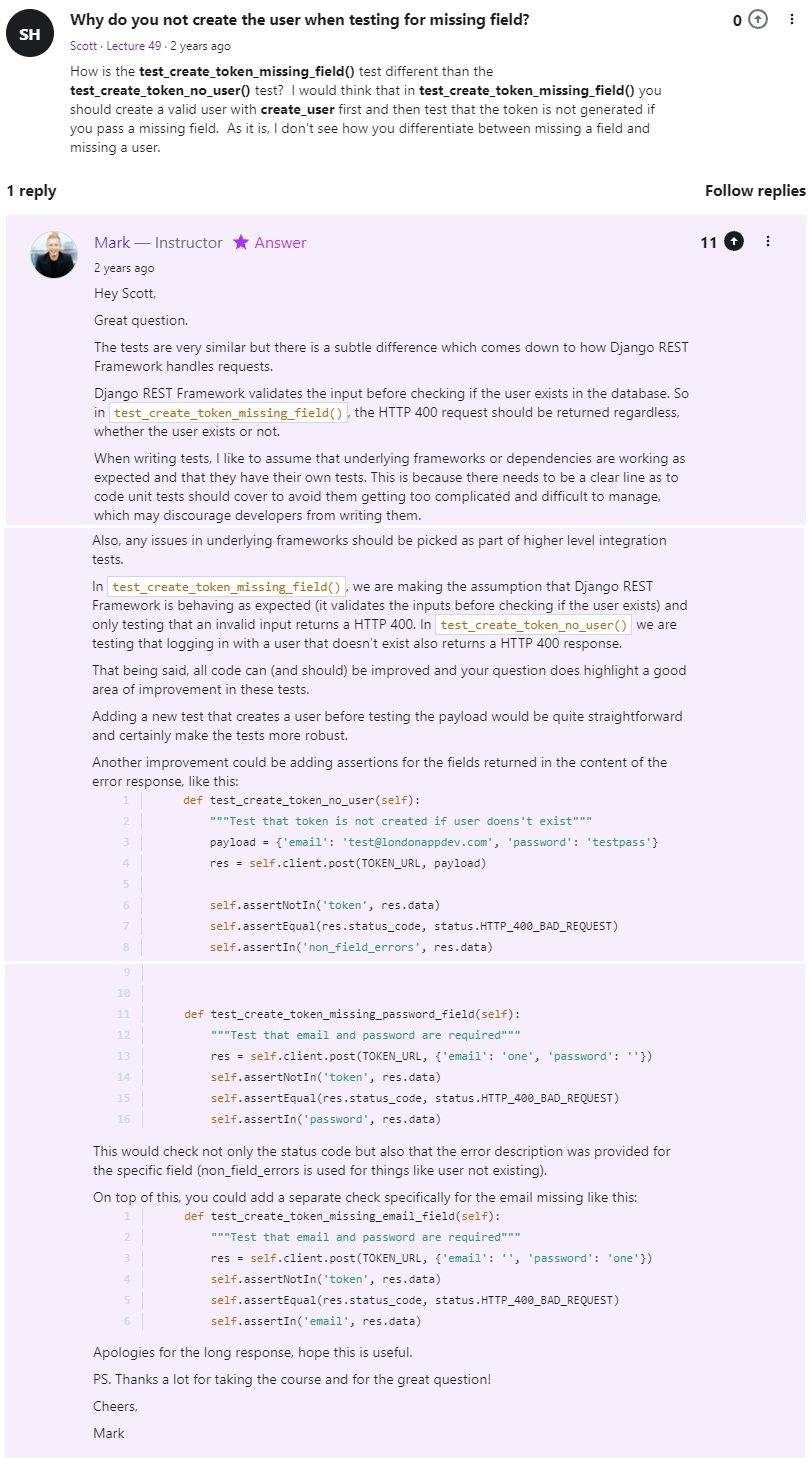 SH
Why do you not create the user when testing for missing field?
0
Scott · Lecture 49 · 2 years ago
How is the test_create_token_missing_field() test different than the
test_create_token_no_user() test?  I would think that in test_create_token_missing_field() you
should create a valid user with create_user first and then test that the token is not generated if
you pass a missing field.  As it is, I don't see how you differentiate between missing a field and
missing a user.
1 reply
Follow replies
Mark — Instructor ★ Answer
11
2 years ago
Hey Scott,
Great question.
The tests are very similar but there is a subtle difference which comes down to how Django REST
Framework handles requests.
Django REST Framework validates the input before checking if the user exists in the database. So
in test_create_token_missing_field(), the HTTP 400 request should be returned regardless,
whether the user exists or not.
When writing tests, I like to assume that underlying frameworks or dependencies are working as
expected and that they have their own tests. This is because there needs to be a clear line as to
code unit tests should cover to avoid them getting too complicated and difficult to manage,
which may discourage developers from writing them.
Also, any issues in underlying frameworks should be picked as part of higher level integration
tests.
In test_create_token_missing_field(), we are making the assumption that Django REST
Framework is behaving as expected (it validates the inputs before checking if the user exists) and
only testing that an invalid input returns a HTTP 400. In test_create_token_no_user() we are
testing that logging in with a user that doesn't exist also returns a HTTP 400 response.
That being said, all code can (and should) be improved and your question does highlight a good
area of improvement in these tests.
Adding a new test that creates a user before testing the payload would be quite straightforward
and certainly make the tests more robust.
Another improvement could be adding assertions for the fields returned in the content of the
error response, like this:
1 def test_create_token_no_user(self):
2 """Test that token is not created if user doens't exist"""
3 payload = {'email': 'test@londonappdev.com', 'password': 'testpass'}
4 res = self.client.post(TOKEN_URL, payload)
5
6 self.assertNotIn('token', res.data)
7 self.assertEqual(res.status_code, status.HTTP_400_BAD_REQUEST)
8 self.assertIn('non_field_errors', res.data)
9
10
11 def test_create_token_missing_password_field(self):
12 """Test that email and password are required"""
13 res = self.client.post(TOKEN_URL, {'email': 'one', 'password': ''})
14 self.assertNotIn('token', res.data)
15 self.assertEqual(res.status_code, status.HTTP_400_BAD_REQUEST)
16 self.assertIn('password', res.data)
This would check not only the status code but also that the error description was provided for
the specific field (non_field_errors is used for things like user not existing).
On top of this, you could add a separate check specifically for the email missing like this:
1 def test_create_token_missing_email_field(self):
2 """Test that email and password are required"""
3 res = self.client.post(TOKEN_URL, {'email': '', 'password': 'one'})
4 self.assertNotIn('token', res.data)
5 self.assertEqual(res.status_code, status.HTTP_400_BAD_REQUEST)
6 self.assertIn('email', res.data)
Apologies for the long response, hope this is useful.
PS. Thanks a lot for taking the course and for the great question!
Cheers,
Mark